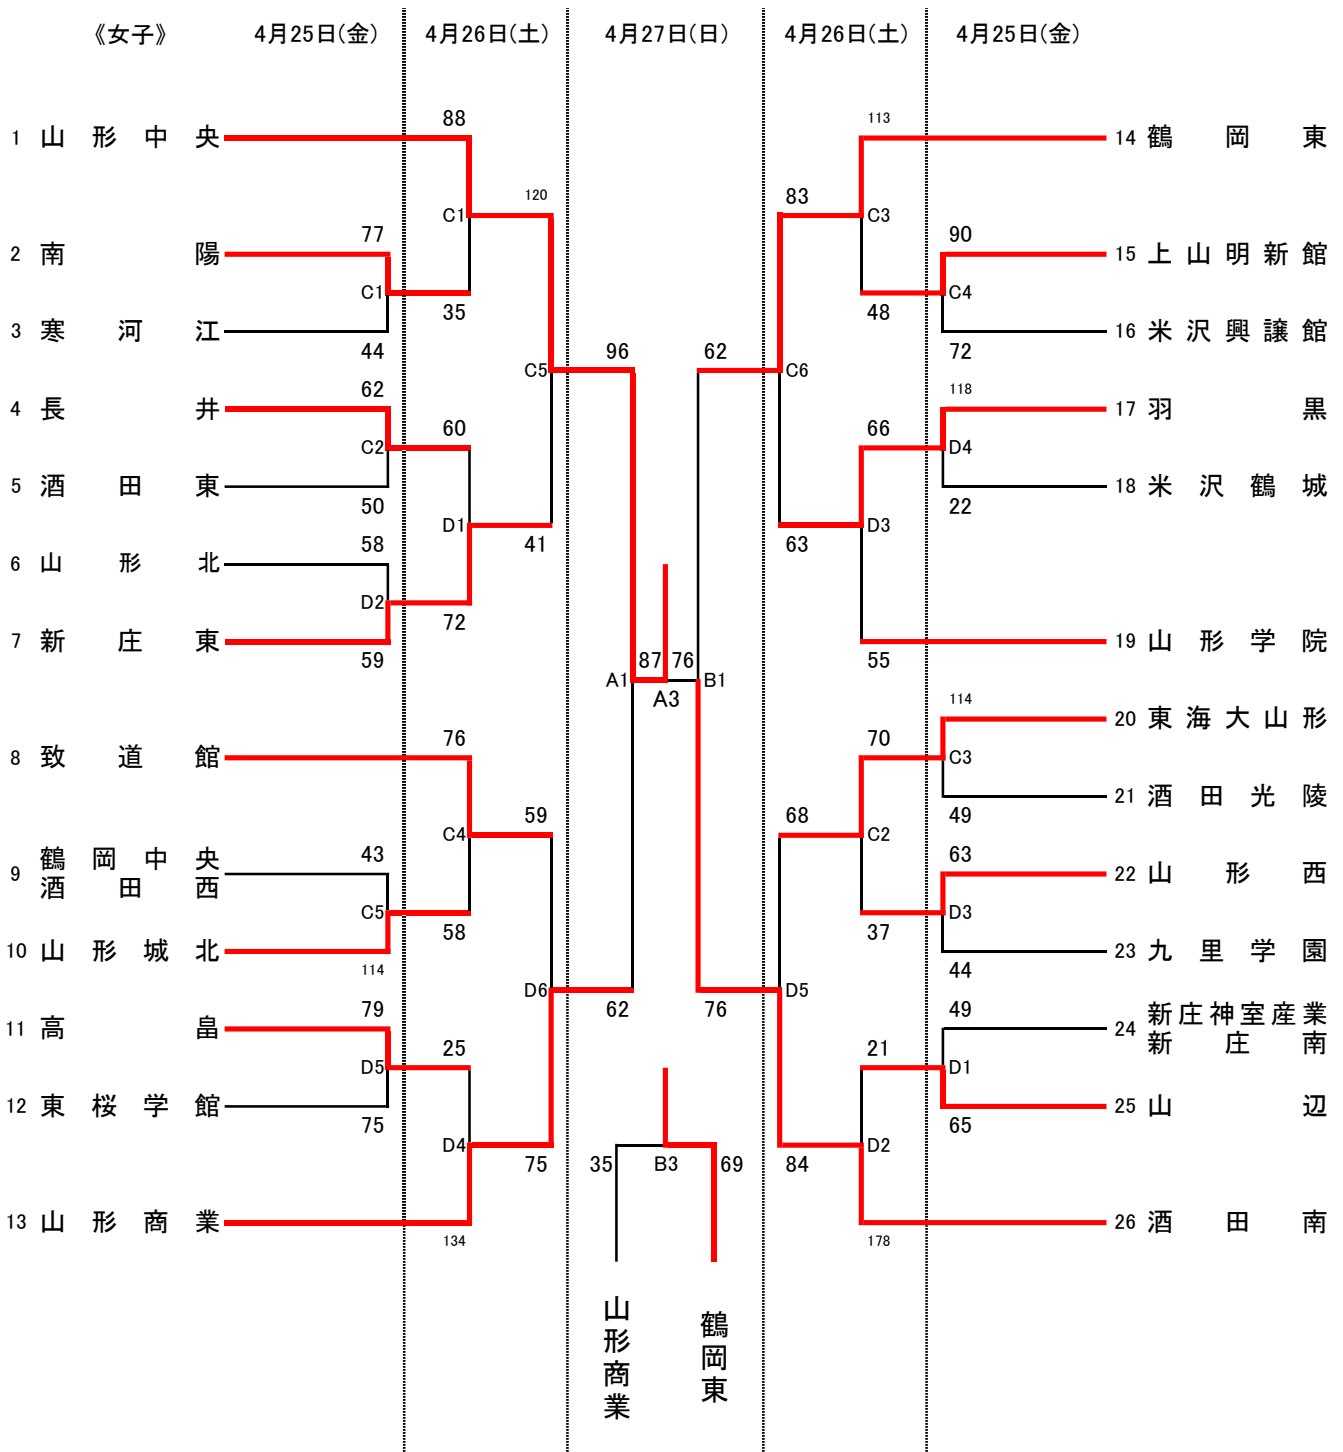 《女子》 4月25日(金) 4月26日(土) 4月27日(日) 4月26日(土) 4月25日(金)
88 113
1 山形中央 14 鶴岡東
120 83
C1 C3
77 90
2 南陽 15 上山明新館
C1 C4
35 48
3 寒河江 16 米沢興譲館
44 96 62 72
C5 C6
62 118
4 長井 17 羽黒
60 66
C2 D4
5 酒田東 18 米沢鶴城
50 22
D1 D3
58 41 63
6 山形北
D2
72
7 新庄東 19 山形学院
59 87 76 55
A1 B1
A3
114
20 東海大山形
76 70
8 致道館
C3
21 酒田光陵
59 68 49
C4 C2
43 63
鶴岡中央
9 22 山形西
酒田西
C5 D3
58 37
10 山形城北 23 九里学園
114 44
D6 D5
79 62 76 49
新庄神室産業
11 高畠 24
新庄南
25 21
D5 D1
12 東桜学館 25 山辺
75 65
D4 D2
75 35 B3 69 84
13 山形商業 26 酒田南
134 178
山形商業
鶴岡東